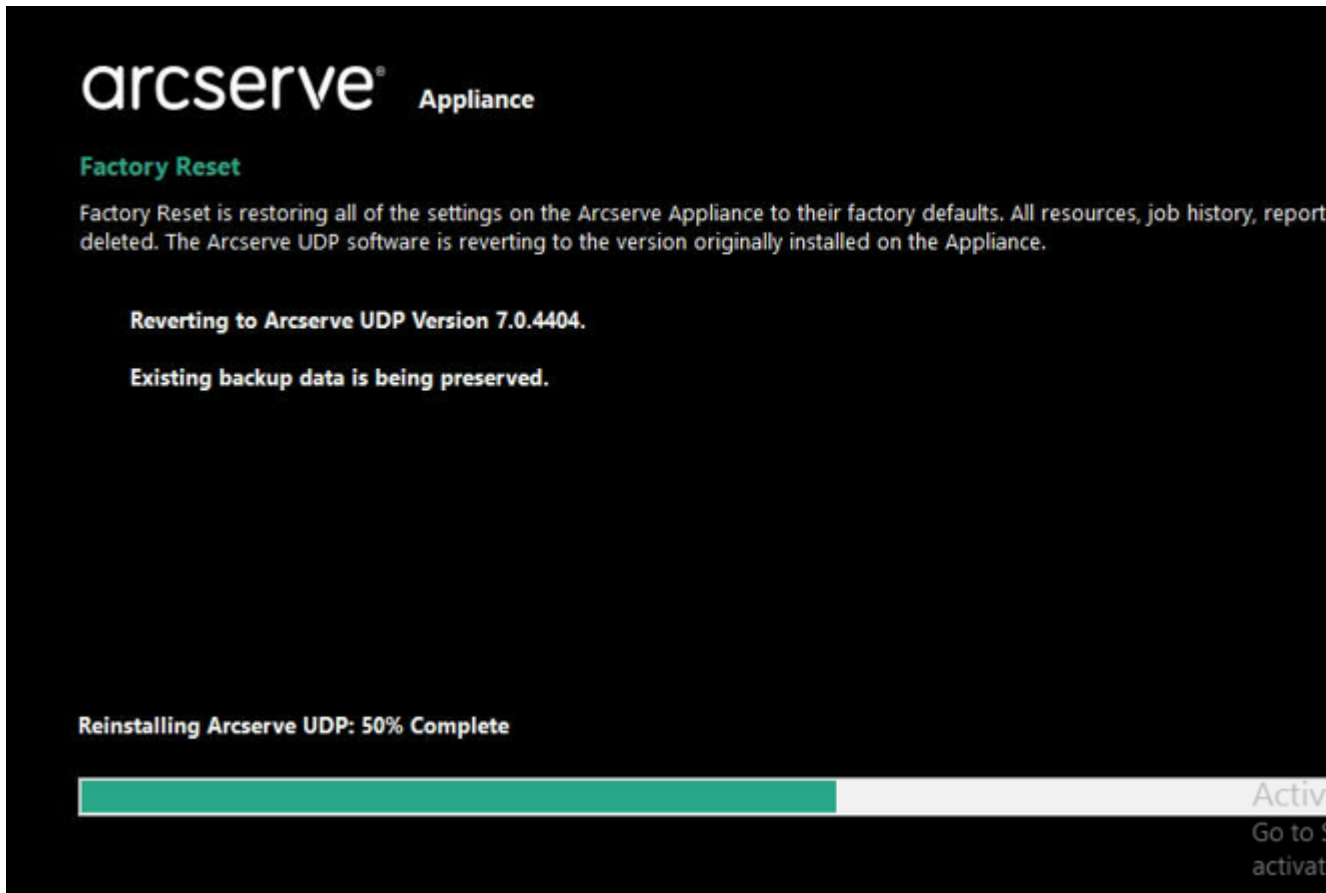 arcserve® Appliance
Factory Reset
Factory Reset is restoring all of the settings on the Arcserve Appliance to their factory defaults. All resources, job history, report
deleted. The Arcserve UDP software is reverting to the version originally installed on the Appliance.
Reverting to Arcserve UDP Version 7.0.4404.
Existing backup data is being preserved.
Reinstalling Arcserve UDP: 50% Complete
Activ
Go to S
activat